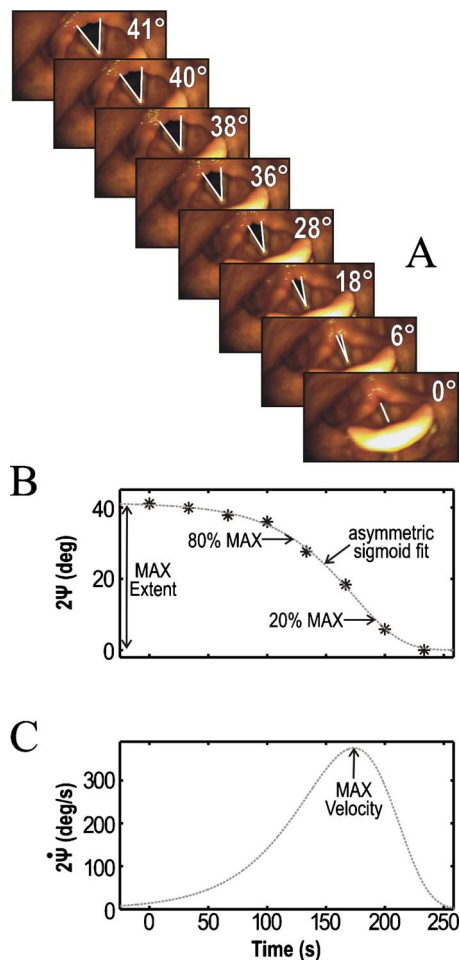 41°
40°
38°
36°
28°
A
18°
6°
0°
B
40
20
0
2Ψ (deg)
MAX
Extent
80% MAX
asymmetric
sigmoid fit
20% MAX
C
300
200
100
0
2Ψ̇ (deg/s)
MAX
Velocity
0 50 100 150 200 250
Time (s)